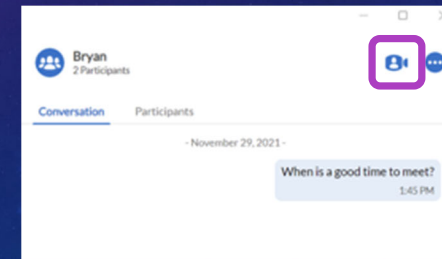 Bryan
2 Participants
Conversation Participants
- November 29, 2021 -
When is a good time to meet?
1:45 PM